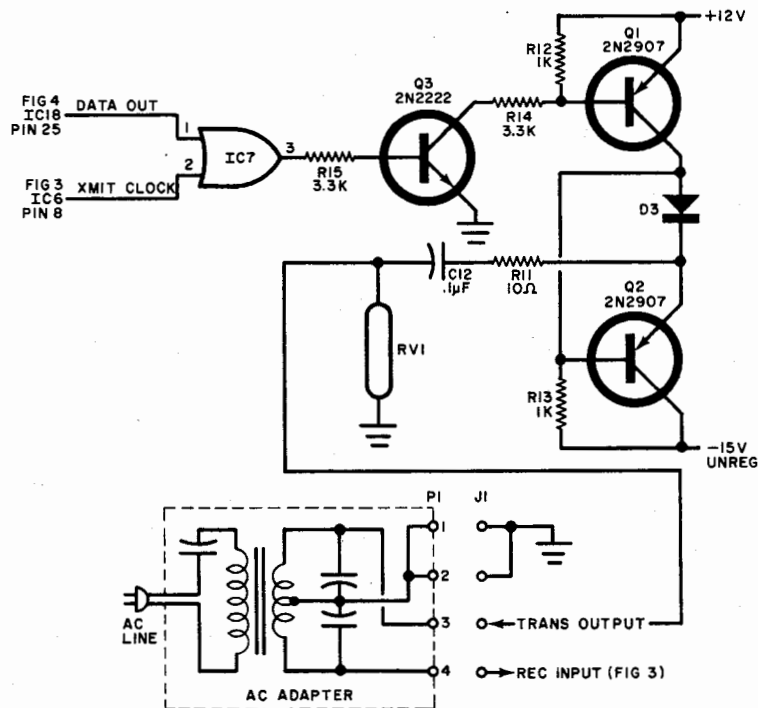 +12V
Q1
2N2907
R12
1K
Q3
2N2222
R14
3.3K
FIG 4
IC18
PIN 25
DATA OUT
1
2
3
IC7
R15
3.3K
FIG 3
IC6
PIN 8
XMIT CLOCK
D3
C12
.1µF
R11
10Ω
Q2
2N2907
RV1
R13
1K
-15V
UNREG
P1 J1
1
2
3
TRANS OUTPUT
4
REC INPUT (FIG 3)
AC
LINE
AC ADAPTER